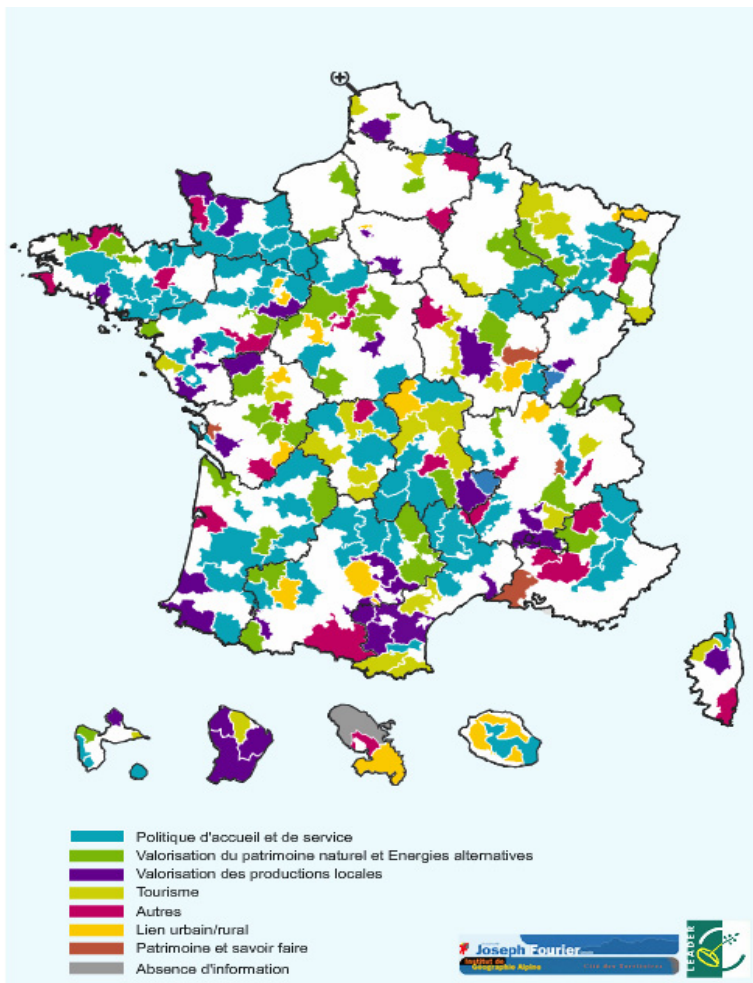 Politique d'accueil et de service
Valorisation du patrimoine naturel et Energies alternatives
Valorisation des productions locales
Tourisme
Autres
Lien urbain/rural
Patrimoine et savoir faire
Absence d'information
Joseph Fourier
Institut de
Géographie Alpine
LEADER